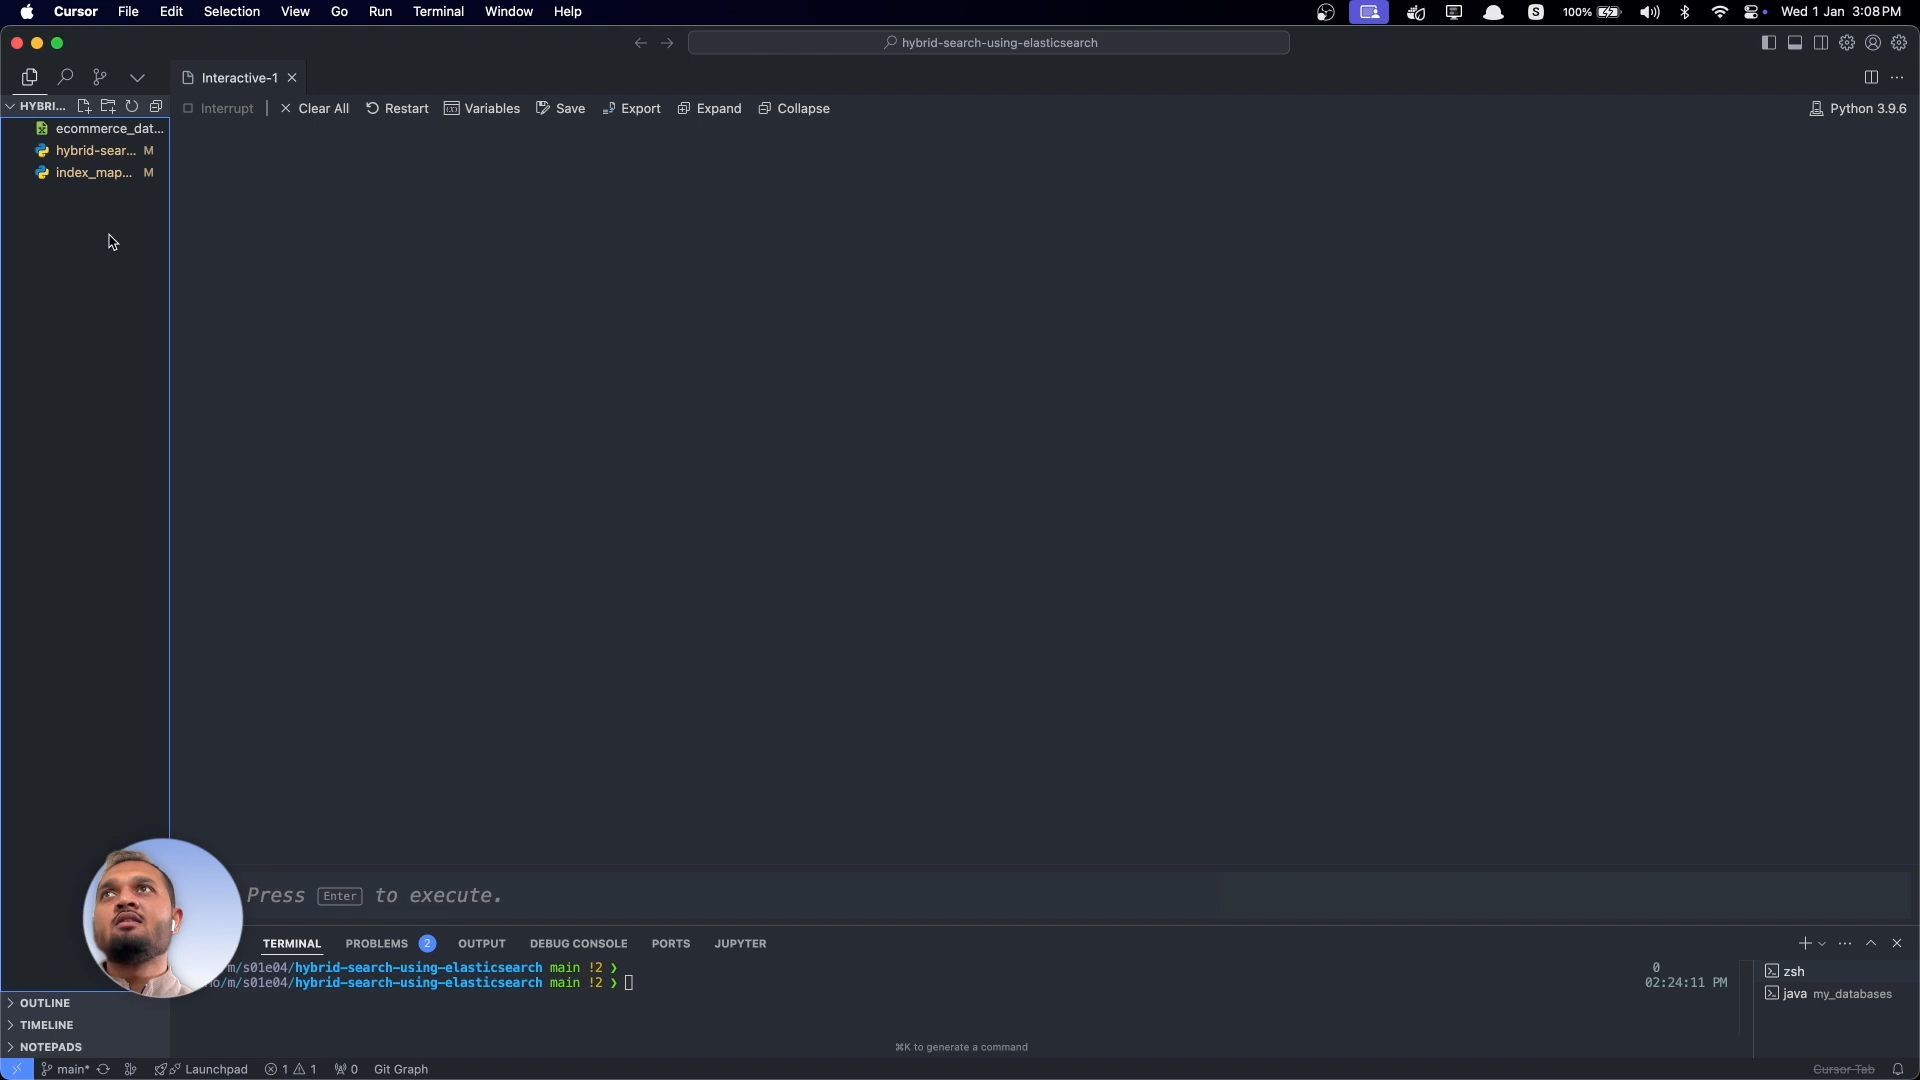 Cursor File Edit Selection View Go Run Terminal Window Help
S 100% Wed 1 Jan 3:08 PM
hybrid-search-using-elasticsearch
Interactive-1
HYBRI...
Interrupt Clear All Restart Variables Save Export Expand Collapse Python 3.9.6
ecommerce_dat...
hybrid-sear... M
index_map... M
Press Enter to execute.
TERMINAL PROBLEMS 2 OUTPUT DEBUG CONSOLE PORTS JUPYTER
/m/s01e04/hybrid-search-using-elasticsearch main !2 ❯ 0
o/m/s01e04/hybrid-search-using-elasticsearch main !2 ❯ 02:24:11 PM
zsh
java my_databases
⌘K to generate a command
OUTLINE
TIMELINE
NOTEPADS
main* Launchpad 1 1 0 Git Graph Cursor Tab